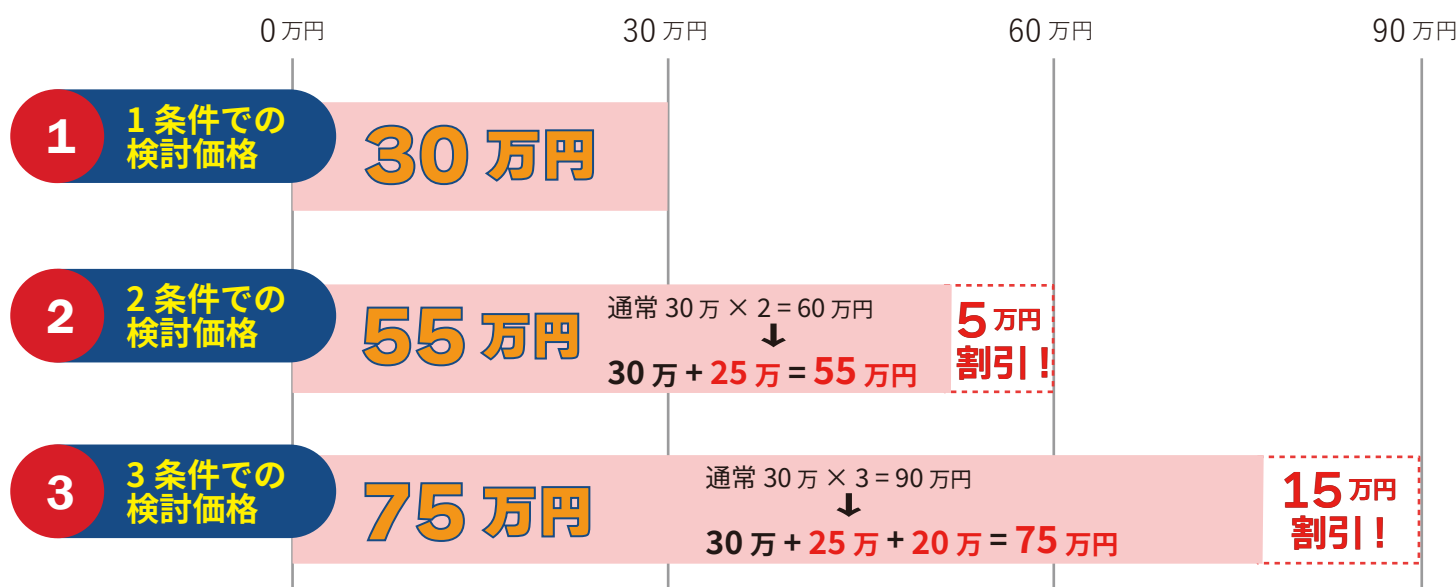 0 万円 30 万円 60 万円 90 万円
1
1 条件での
検討価格
30 万円
2
2 条件での
検討価格
55 万円
通常 30 万 × 2 = 60 万円
30 万 + 25 万 = 55 万円
5 万円
割引！
3
3 条件での
検討価格
75 万円
通常 30 万 × 3 = 90 万円
30 万 + 25 万 + 20 万 = 75 万円
15 万円
割引！